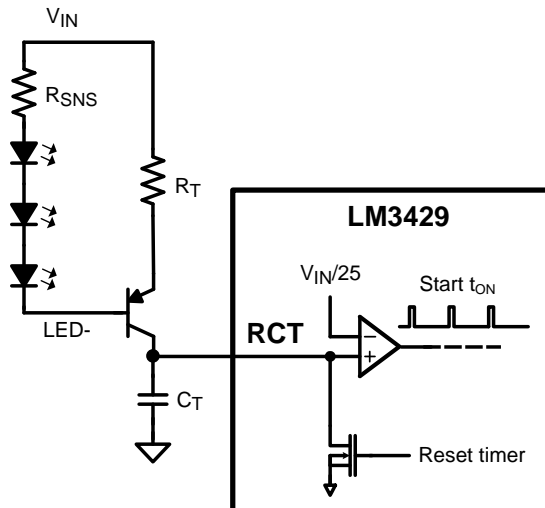 VIN
RSNS
RT
LM3429
VIN/25
Start tON
LED-
RCT
−
+
CT
Reset timer